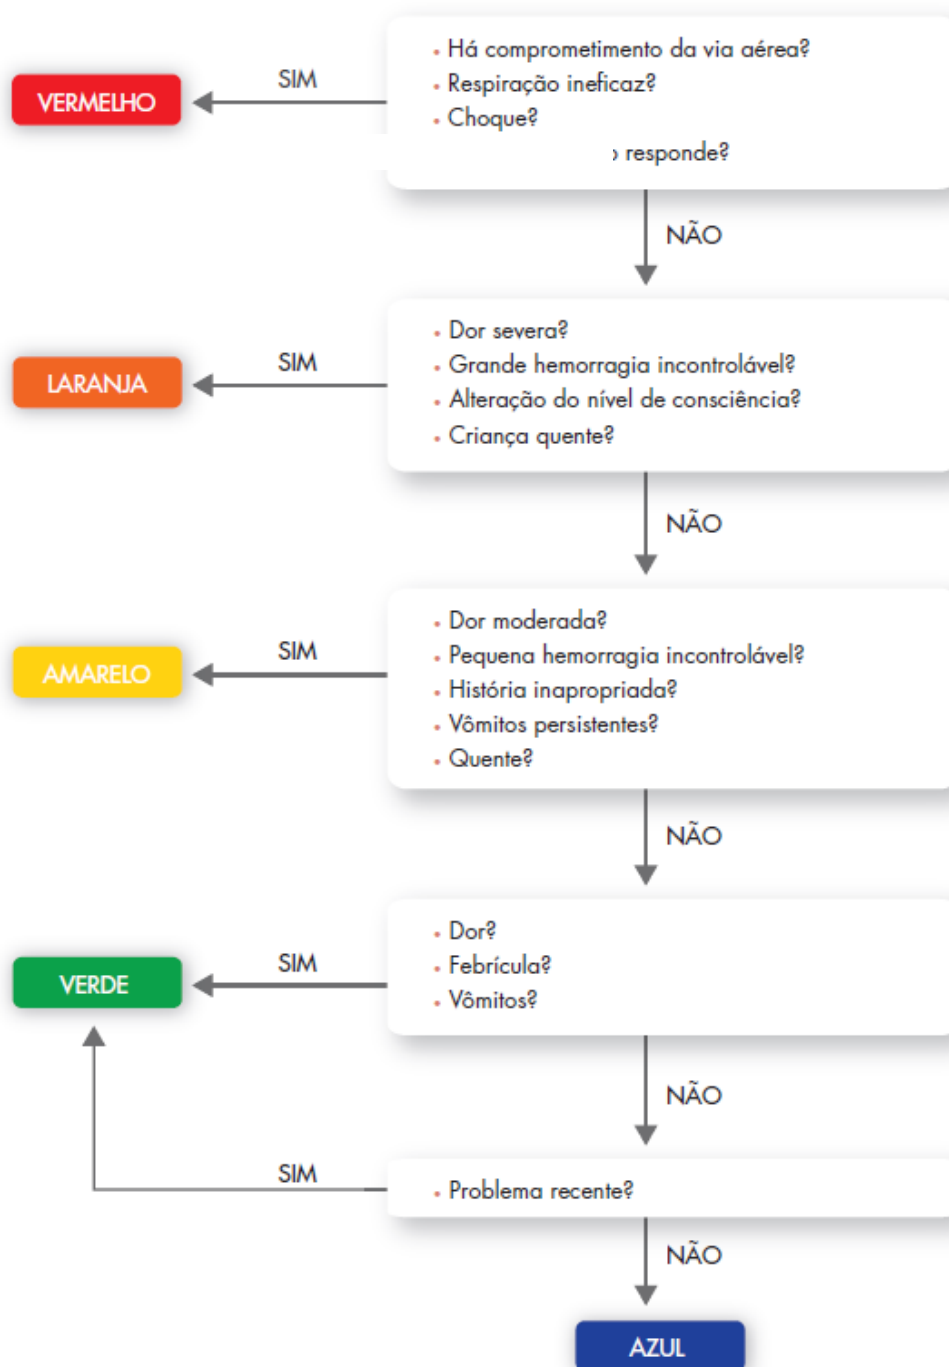 • Há comprometimento da via aérea?
SIM
• Respiração ineficaz?
VERMELHO
• Choque?
responde?
NÃO
• Dor severa?
SIM
• Grande hemorragia incontrolável?
LARANJA
• Alteração do nível de consciência?
• Criança quente?
NÃO
• Dor moderada?
SIM
• Pequena hemorragia incontrolável?
AMARELO
• História inapropriada?
• Vômitos persistentes?
• Quente?
NÃO
• Dor?
SIM
• Febrícula?
VERDE
• Vômitos?
NÃO
SIM
• Problema recente?
NÃO
AZUL